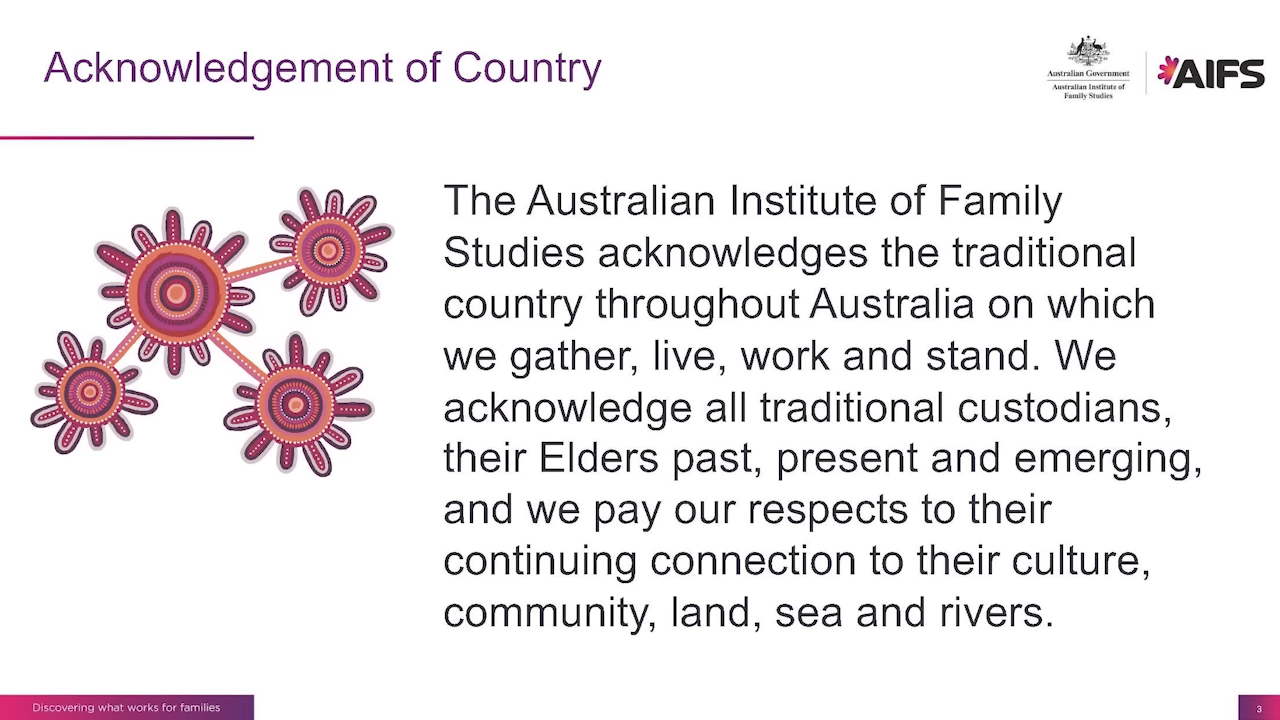 Acknowledgement of Country
Australian Government
Australian Institute of
Family Studies
AIFS
The Australian Institute of Family
Studies acknowledges the traditional
country throughout Australia on which
we gather, live, work and stand. We
acknowledge all traditional custodians,
their Elders past, present and emerging,
and we pay our respects to their
continuing connection to their culture,
community, land, sea and rivers.
Discovering what works for families
3